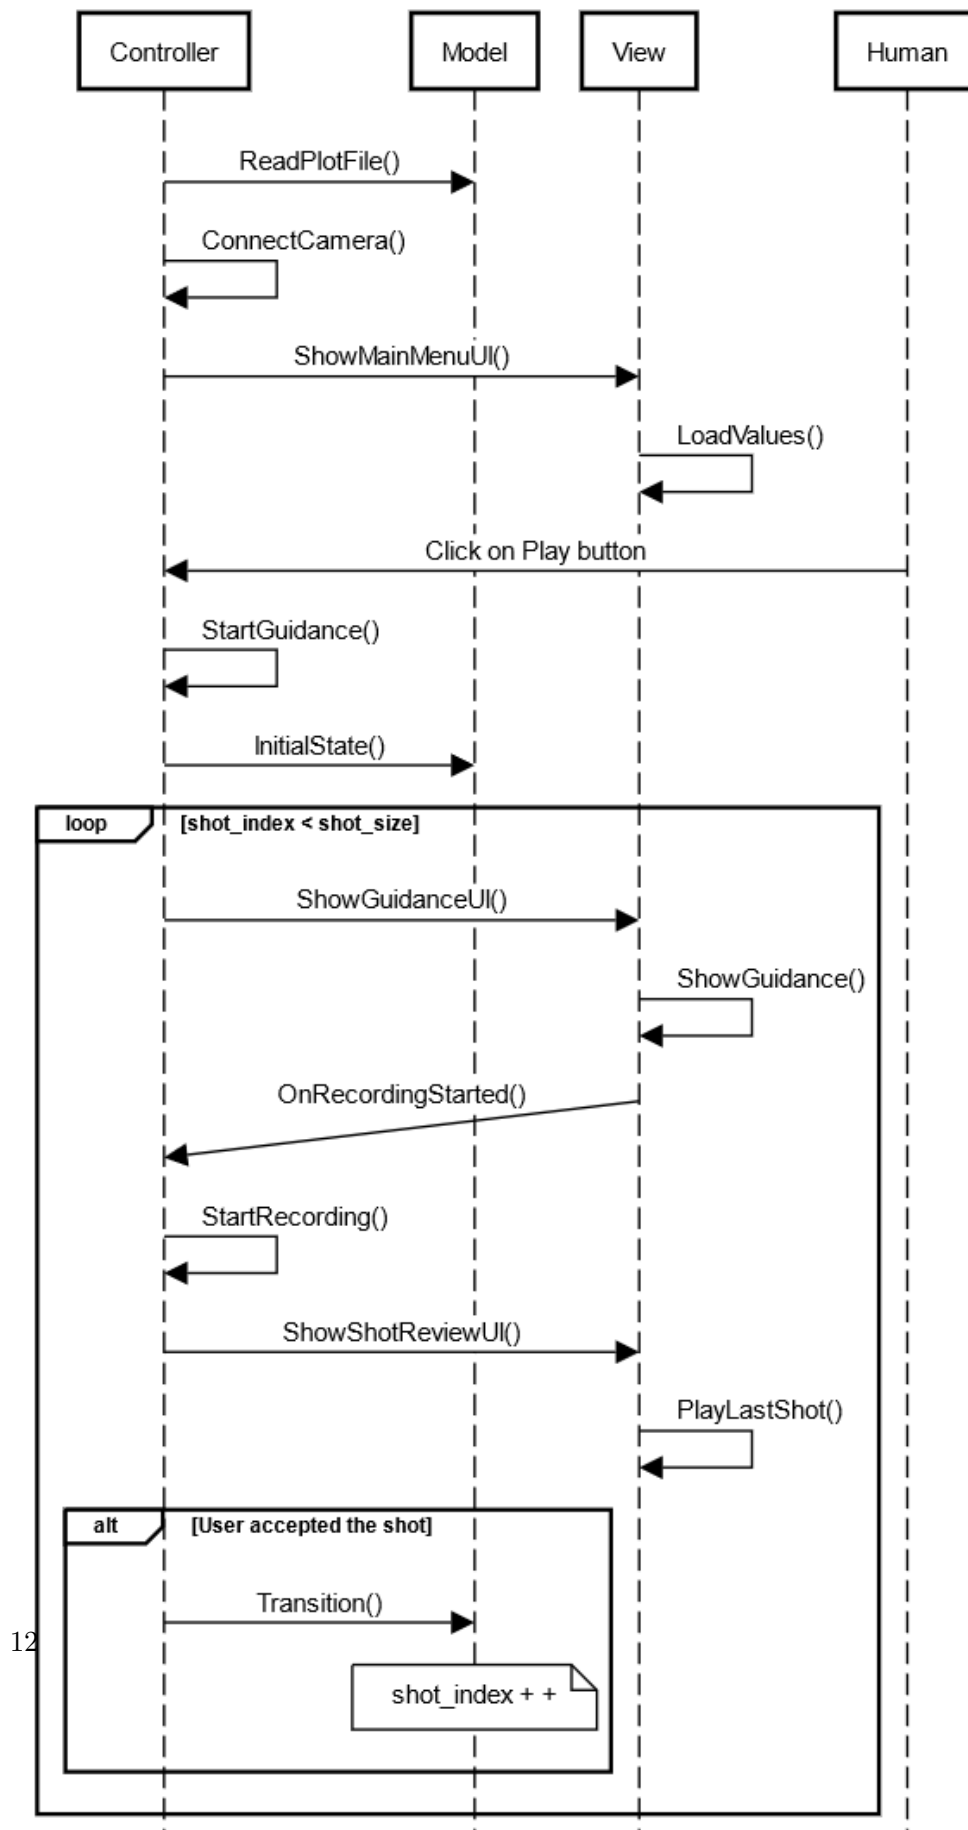 Controller
Model
View
Human
ReadPlotFile()
ConnectCamera()
ShowMainMenuUI()
LoadValues()
Click on Play button
StartGuidance()
InitialState()
loop
[shot_index < shot_size]
ShowGuidanceUI()
ShowGuidance()
OnRecordingStarted()
StartRecording()
ShowShotReviewUI()
PlayLastShot()
alt
[User accepted the shot]
Transition()
12
shot_index + +